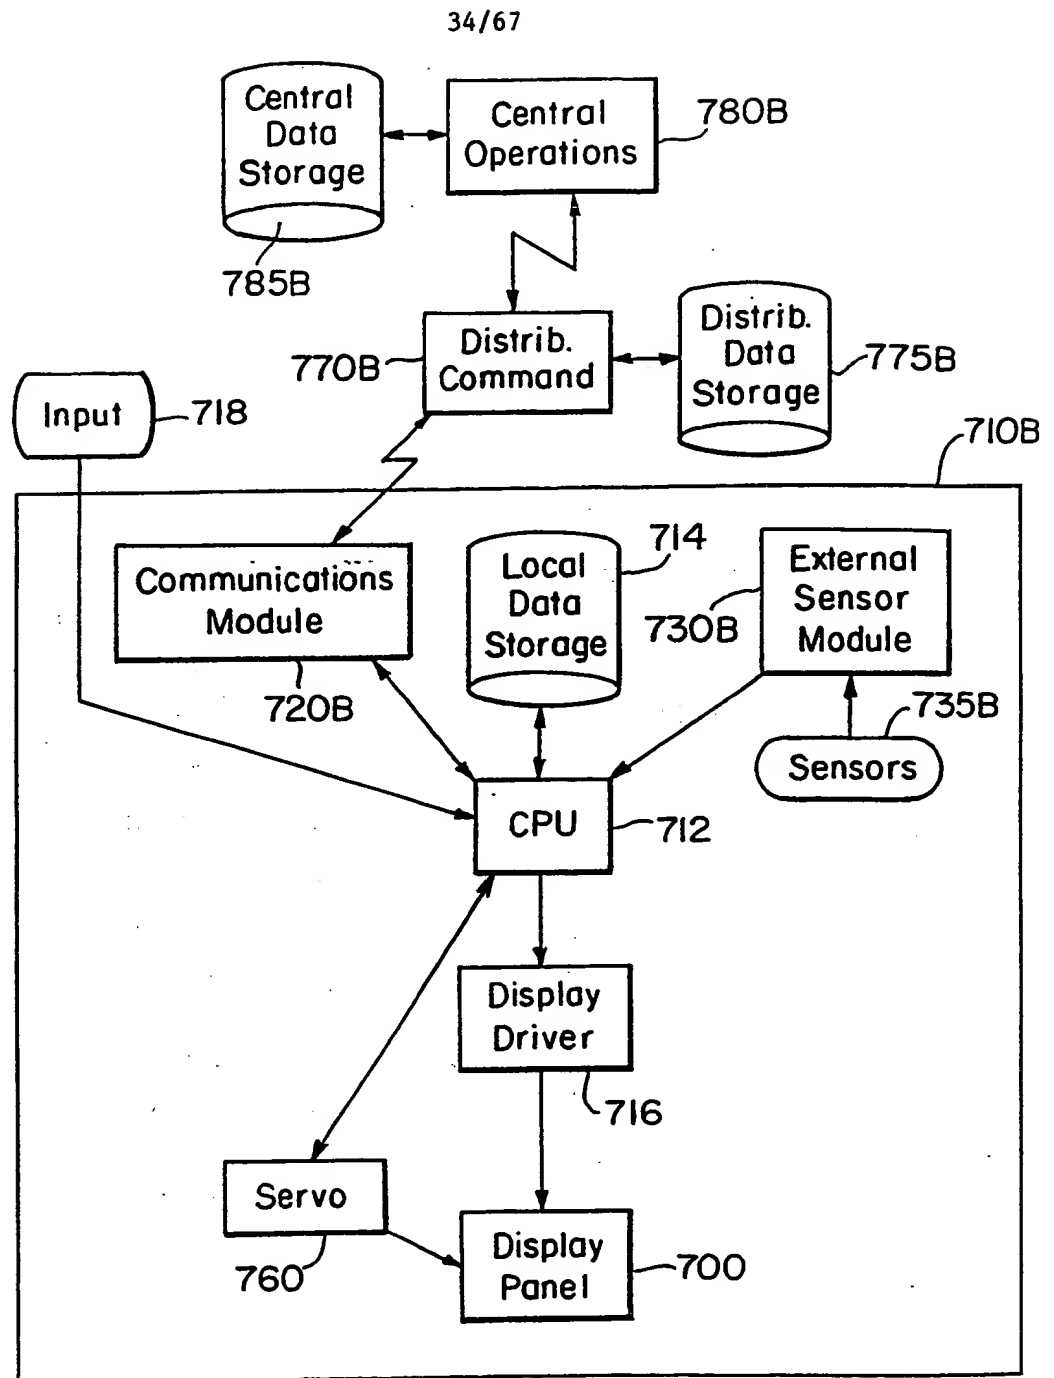 34/67
Central
Data
Storage
785B
Central
Operations
780B
Distrib.
Command
770B
Distrib.
Data
Storage
775B
Input
718
710B
Communications
Module
720B
Local
Data
Storage
714
External
Sensor
Module
730B
735B
Sensors
CPU
712
Display
Driver
716
Servo
760
Display
Panel
700